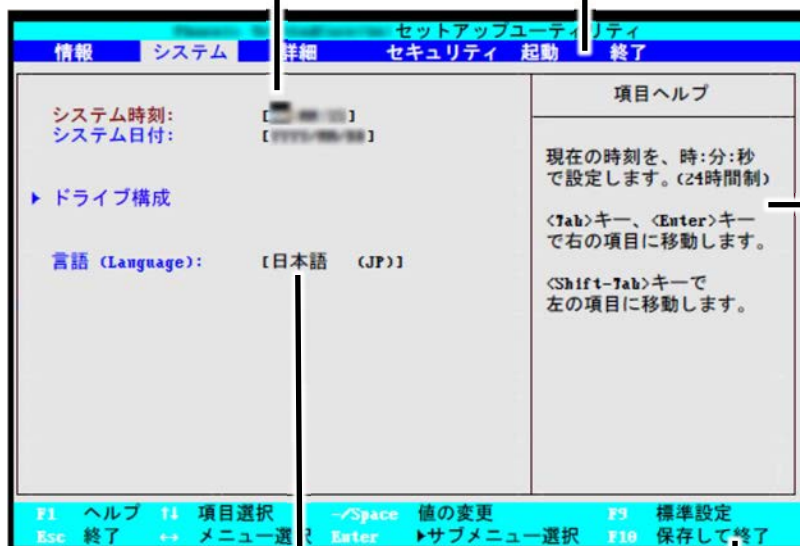 セットアップユーティリティ
情報 システム 詳細 セキュリティ 起動 終了
システム時刻: [ ]
システム日付: [ ]
▶ ドライブ構成
言語 (Language): [日本語 (JP)]
項目ヘルプ
現在の時刻を、時:分:秒
で設定します。(24時間制)
<Tab>キー、<Enter>キー
で右の項目に移動します。
<Shift-Tab>キーで
左の項目に移動します。
F1 ヘルプ ↑↓ 項目選択 -/Space 値の変更 F9 標準設定
Esc 終了 ↔ メニュー選択 Enter ▶サブメニュー選択 F10 保存して終了